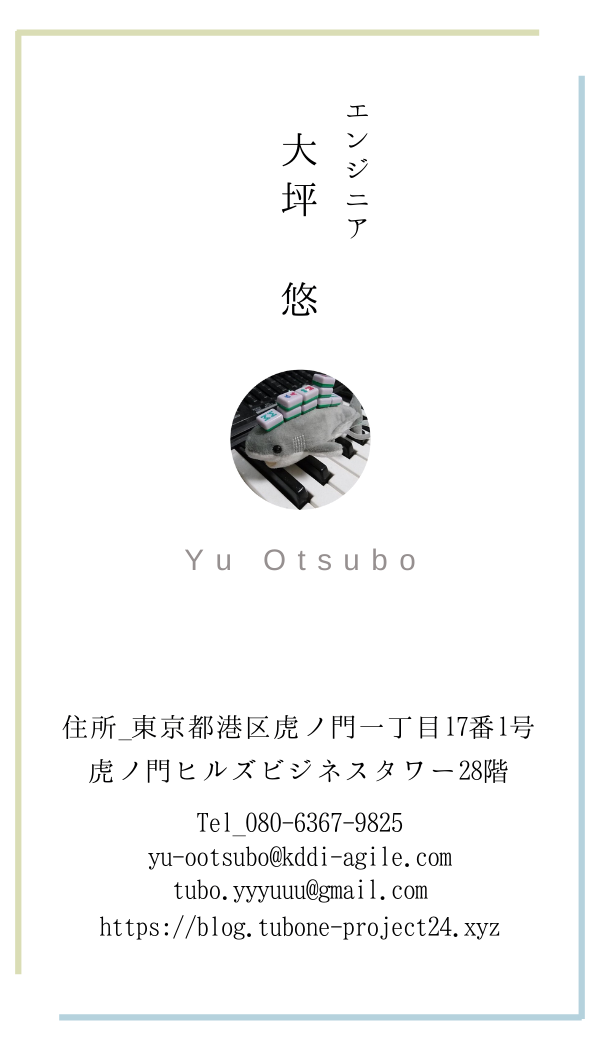 エンジニア
大坪 悠
Yu Otsubo
住所_東京都港区虎ノ門一丁目17番1号
虎ノ門ヒルズビジネスタワー28階
Tel_080-6367-9825
yu-ootsubo@kddi-agile.com
tubo.yyyuuu@gmail.com
https://blog.tubone-project24.xyz